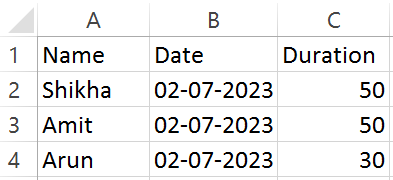 A B C
1 Name Date Duration
2 Shikha 02-07-2023 50
3 Amit 02-07-2023 50
4 Arun 02-07-2023 30